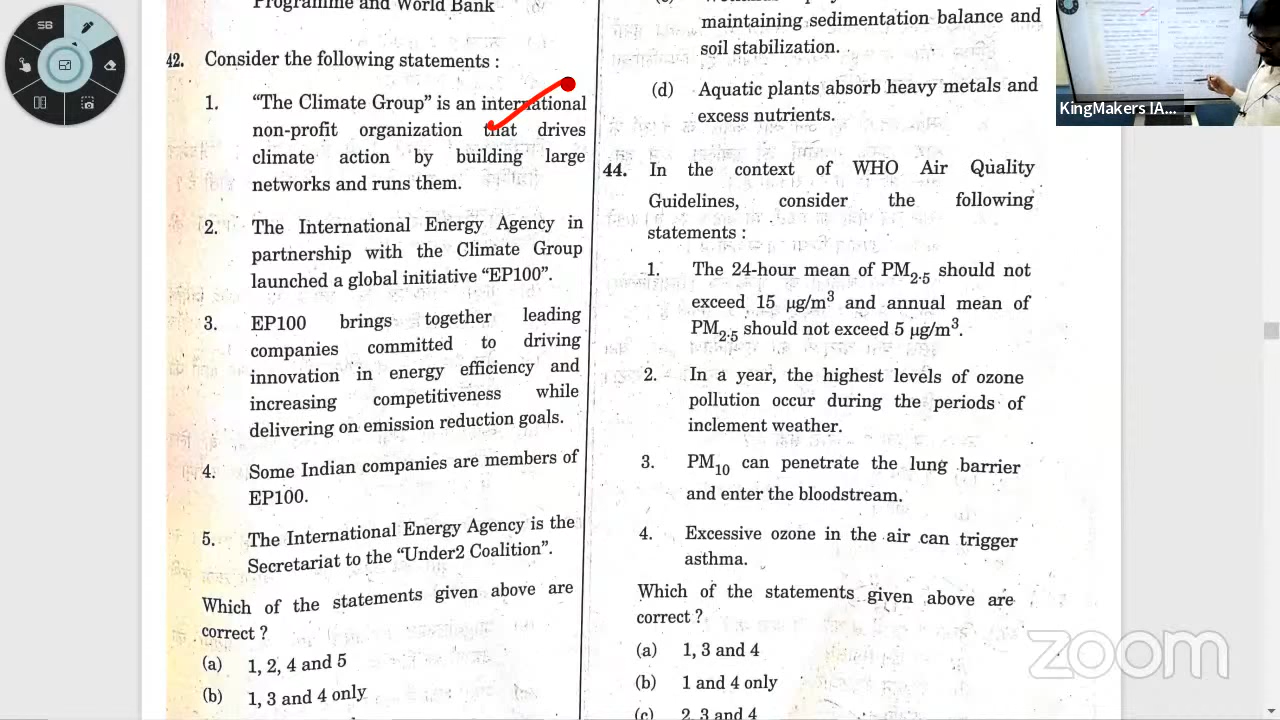 SB
Programme and World Bank
42. Consider the following statements :
1. "The Climate Group" is an international
non-profit organization that drives
climate action by building large
networks and runs them.
2. The International Energy Agency in
partnership with the Climate Group
launched a global initiative "EP100".
3. EP100 brings together leading
companies committed to driving
innovation in energy efficiency and
increasing competitiveness while
delivering on emission reduction goals.
4. Some Indian companies are members of
EP100.
5. The International Energy Agency is the
Secretariat to the "Under2 Coalition".
Which of the statements given above are
correct ?
(a) 1, 2, 4 and 5
(b) 1, 3 and 4 only
maintaining sedimentation balance and
soil stabilization.
(d) Aquatic plants absorb heavy metals and
excess nutrients.
44. In the context of WHO Air Quality
Guidelines, consider the following
statements :
1. The 24-hour mean of PM2.5 should not
exceed 15 µg/m³ and annual mean of
PM2.5 should not exceed 5 µg/m³.
2. In a year, the highest levels of ozone
pollution occur during the periods of
inclement weather.
3. PM10 can penetrate the lung barrier
and enter the bloodstream.
4. Excessive ozone in the air can trigger
asthma.
Which of the statements given above are
correct ?
(a) 1, 3 and 4
(b) 1 and 4 only
(c) 2, 3 and 4
KingMakers IA...
zoom